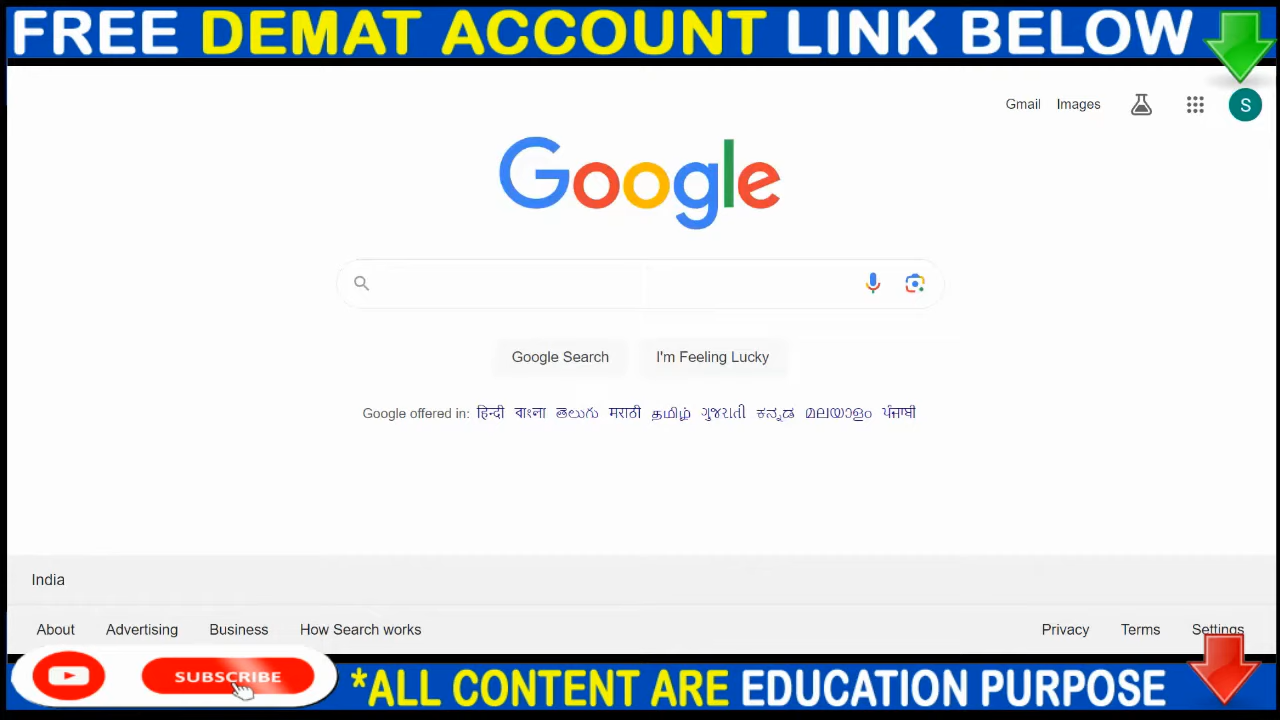 FREE DEMAT ACCOUNT LINK BELOW
Gmail Images
S
Google
Google Search I'm Feeling Lucky
Google offered in: हिन्दी বাংলা తెలుగు मराठी தமிழ் ગુજરાતી ಕನ್ನಡ മലയാളം ਪੰਜਾਬੀ
India
About Advertising Business How Search works Privacy Terms Settings
SUBSCRIBE
*ALL CONTENT ARE EDUCATION PURPOSE